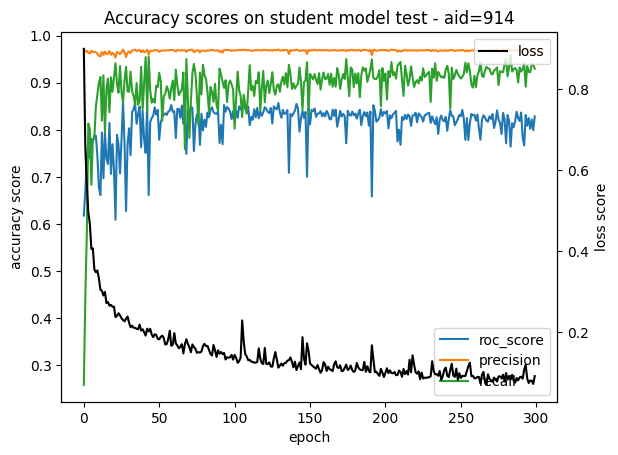 Accuracy scores on student model test - aid=914
1.0
0.9
0.8
0.7
0.6
0.5
0.4
0.3
accuracy score
0
50
100
150
200
250
300
epoch
0.8
0.6
0.4
0.2
loss score
loss
roc_score
precision
recall